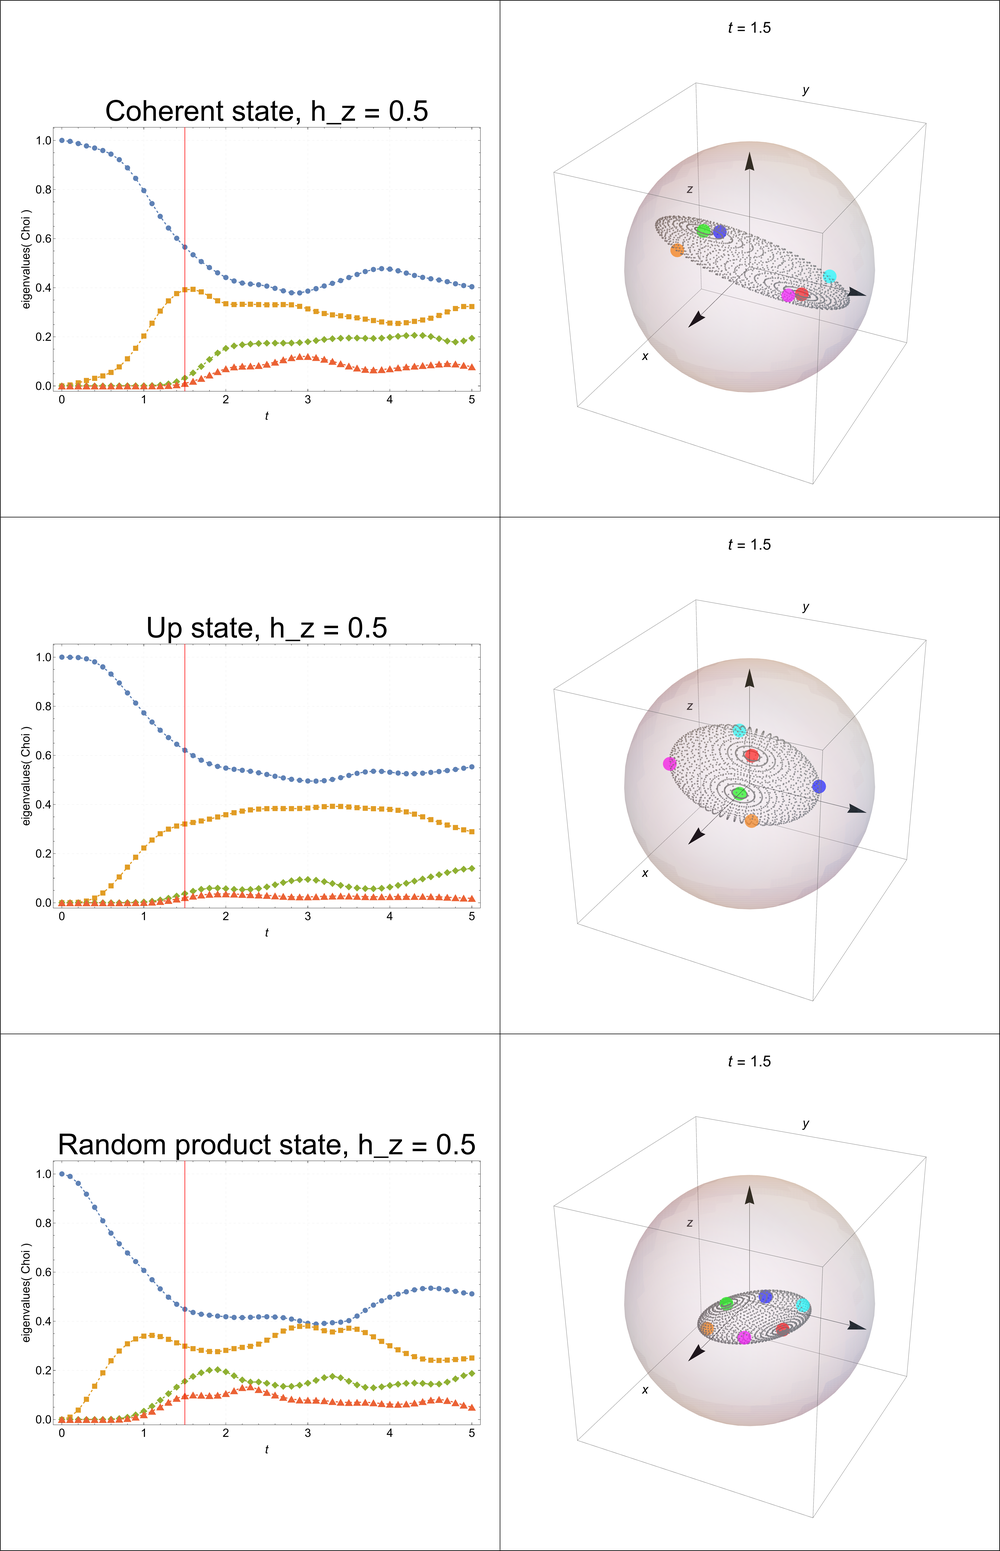 Coherent state, h_z = 0.5
eigenvalues( Choi )
1.0
0.8
0.6
0.4
0.2
0.0
0 1 2 3 4 5
t
t = 1.5
y
z
x
Up state, h_z = 0.5
eigenvalues( Choi )
1.0
0.8
0.6
0.4
0.2
0.0
0 1 2 3 4 5
t
t = 1.5
y
z
x
Random product state, h_z = 0.5
eigenvalues( Choi )
1.0
0.8
0.6
0.4
0.2
0.0
0 1 2 3 4 5
t
t = 1.5
y
z
x